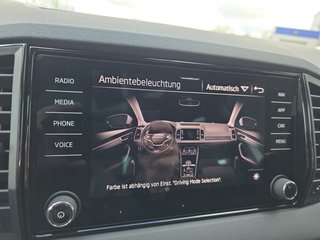 Ambientebeleuchtung
Automatisch
RADIO
MEDIA
PHONE
VOICE
NAV
APP
CAR
MENU
Farbe ist abhängig von Einst. "Driving Mode Selection".